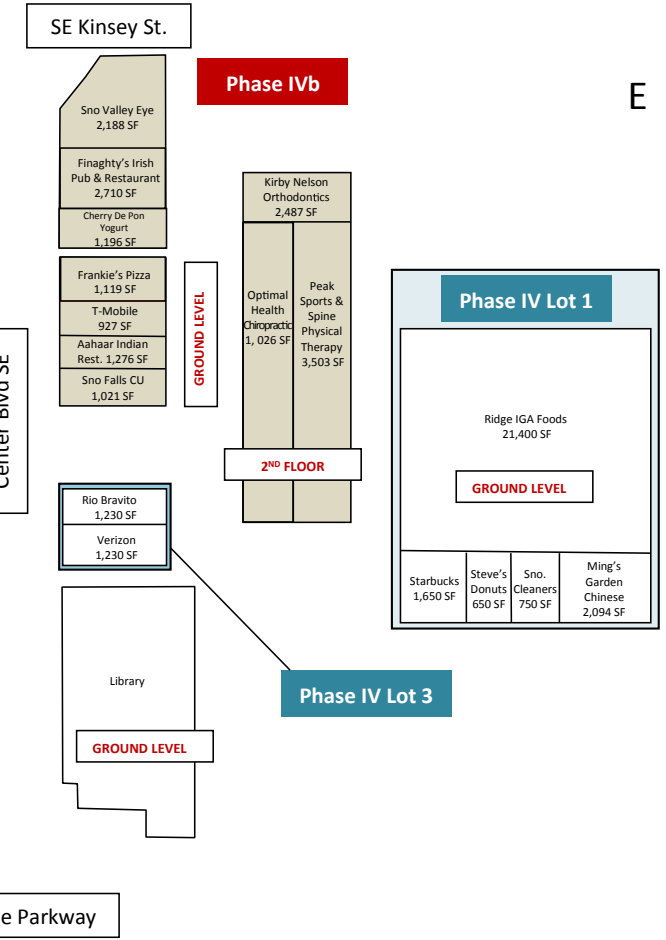 SE Kinsey St.
Phase IVb
E
Sno Valley Eye
2,188 SF
Finaghty's Irish
Pub & Restaurant
2,710 SF
Cherry De Pon
Yogurt
1,196 SF
Frankie's Pizza
1,119 SF
T-Mobile
927 SF
Aahaar Indian
Rest. 1,276 SF
Sno Falls CU
1,021 SF
GROUND LEVEL
Kirby Nelson
Orthodontics
2,487 SF
Optimal
Health
Chiropractic
1, 026 SF
Peak
Sports &
Spine
Physical
Therapy
3,503 SF
2ND FLOOR
Phase IV Lot 1
Ridge IGA Foods
21,400 SF
GROUND LEVEL
Starbucks
1,650 SF
Steve's
Donuts
650 SF
Sno.
Cleaners
750 SF
Ming's
Garden
Chinese
2,094 SF
Center Blvd SE
Rio Bravito
1,230 SF
Verizon
1,230 SF
Phase IV Lot 3
Library
GROUND LEVEL
e Parkway